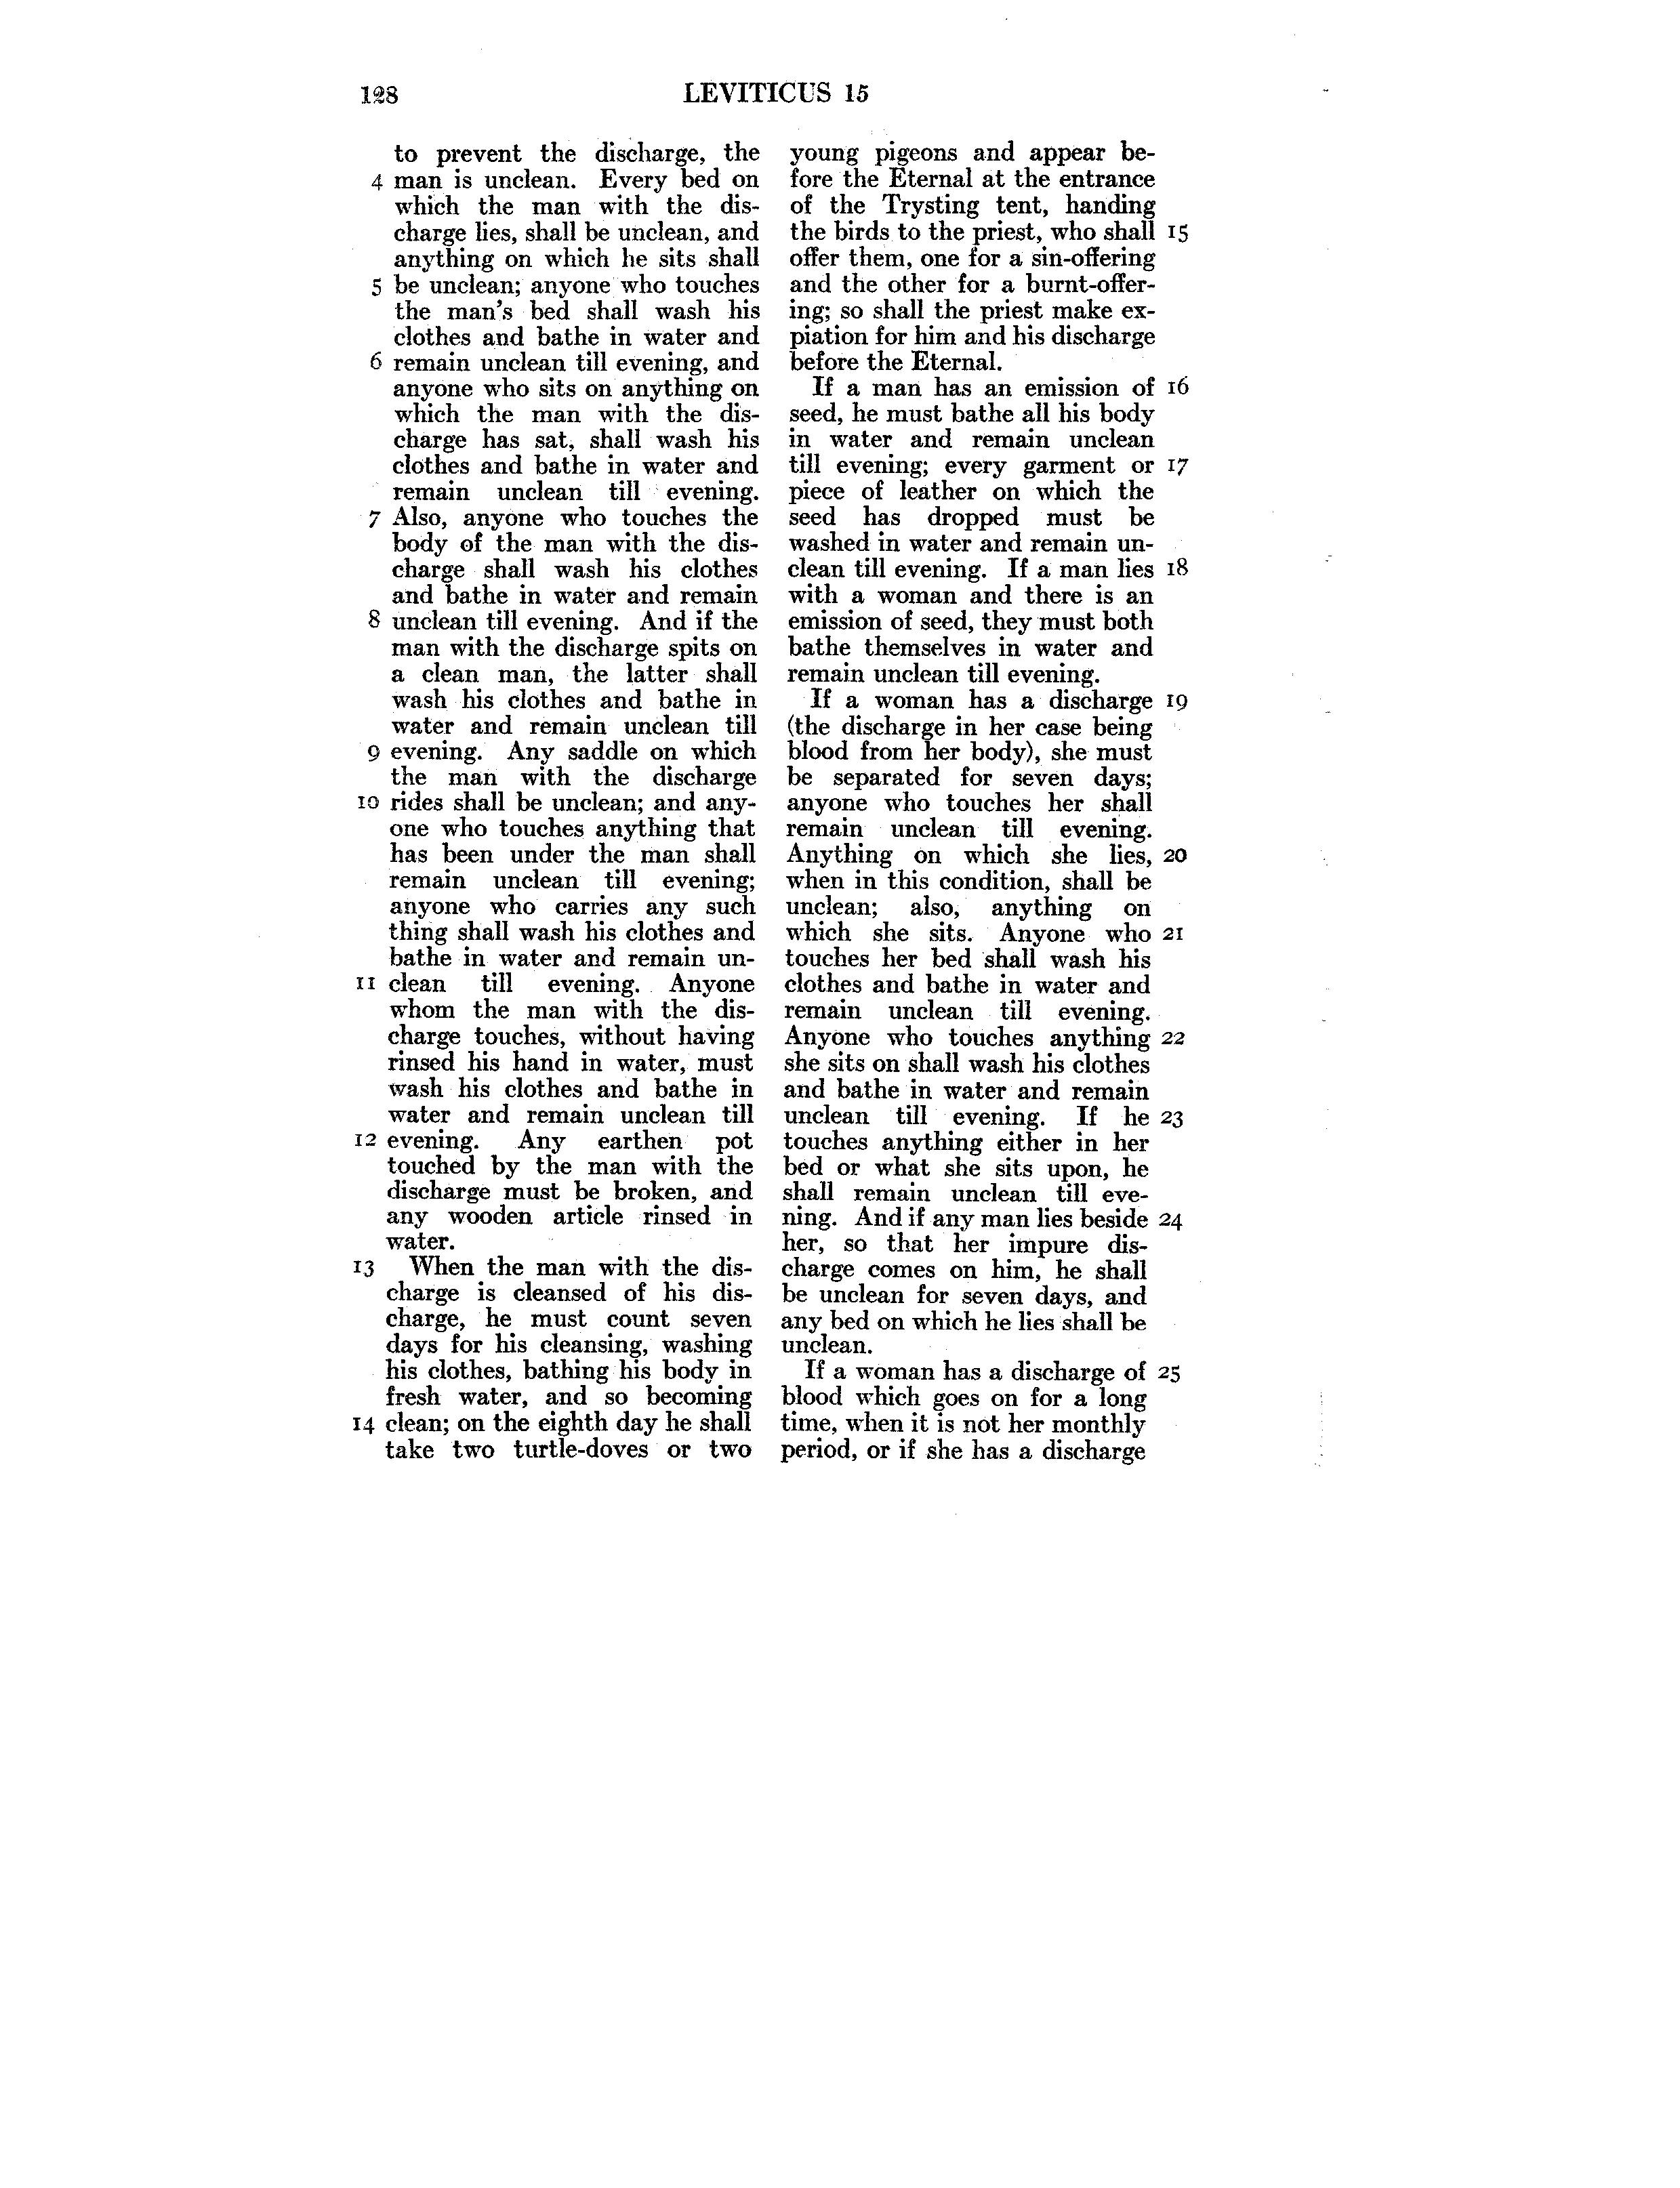 128
LEVITICUS 15
to prevent the discharge, the
4 man is unclean. Every bed on
which the man with the dis-
charge lies, shall be unclean, and
anything on which he sits shall
5 be unclean; anyone who touches
the man's bed shall wash his
clothes and bathe in water and
6 remain unclean till evening, and
anyone who sits on anything on
which the man with the dis-
charge has sat, shall wash his
clothes and bathe in water and
remain unclean till evening.
7 Also, anyone who touches the
body of the man with the dis-
charge shall wash his clothes
and bathe in water and remain
8 unclean till evening. And if the
man with the discharge spits on
a clean man, the latter shall
wash his clothes and bathe in
water and remain unclean till
9 evening. Any saddle on which
the man with the discharge
10 rides shall be unclean; and any-
one who touches anything that
has been under the man shall
remain unclean till evening;
anyone who carries any such
thing shall wash his clothes and
bathe in water and remain un-
11 clean till evening. Anyone
whom the man with the dis-
charge touches, without having
rinsed his hand in water, must
wash his clothes and bathe in
water and remain unclean till
12 evening. Any earthen pot
touched by the man with the
discharge must be broken, and
any wooden article rinsed in
water.
13 When the man with the dis-
charge is cleansed of his dis-
charge, he must count seven
days for his cleansing, washing
his clothes, bathing his body in
fresh water, and so becoming
14 clean; on the eighth day he shall
take two turtle-doves or two
young pigeons and appear be-
fore the Eternal at the entrance
of the Trysting tent, handing
the birds to the priest, who shall 15
offer them, one for a sin-offering
and the other for a burnt-offer-
ing; so shall the priest make ex-
piation for him and his discharge
before the Eternal.
If a man has an emission of 16
seed, he must bathe all his body
in water and remain unclean
till evening; every garment or 17
piece of leather on which the
seed has dropped must be
washed in water and remain un-
clean till evening. If a man lies 18
with a woman and there is an
emission of seed, they must both
bathe themselves in water and
remain unclean till evening.
If a woman has a discharge 19
(the discharge in her case being
blood from her body), she must
be separated for seven days;
anyone who touches her shall
remain unclean till evening.
Anything on which she lies, 20
when in this condition, shall be
unclean; also, anything on
which she sits. Anyone who 21
touches her bed shall wash his
clothes and bathe in water and
remain unclean till evening.
Anyone who touches anything 22
she sits on shall wash his clothes
and bathe in water and remain
unclean till evening. If he 23
touches anything either in her
bed or what she sits upon, he
shall remain unclean till eve-
ning. And if any man lies beside 24
her, so that her impure dis-
charge comes on him, he shall
be unclean for seven days, and
any bed on which he lies shall be
unclean.
If a woman has a discharge of 25
blood which goes on for a long
time, when it is not her monthly
period, or if she has a discharge